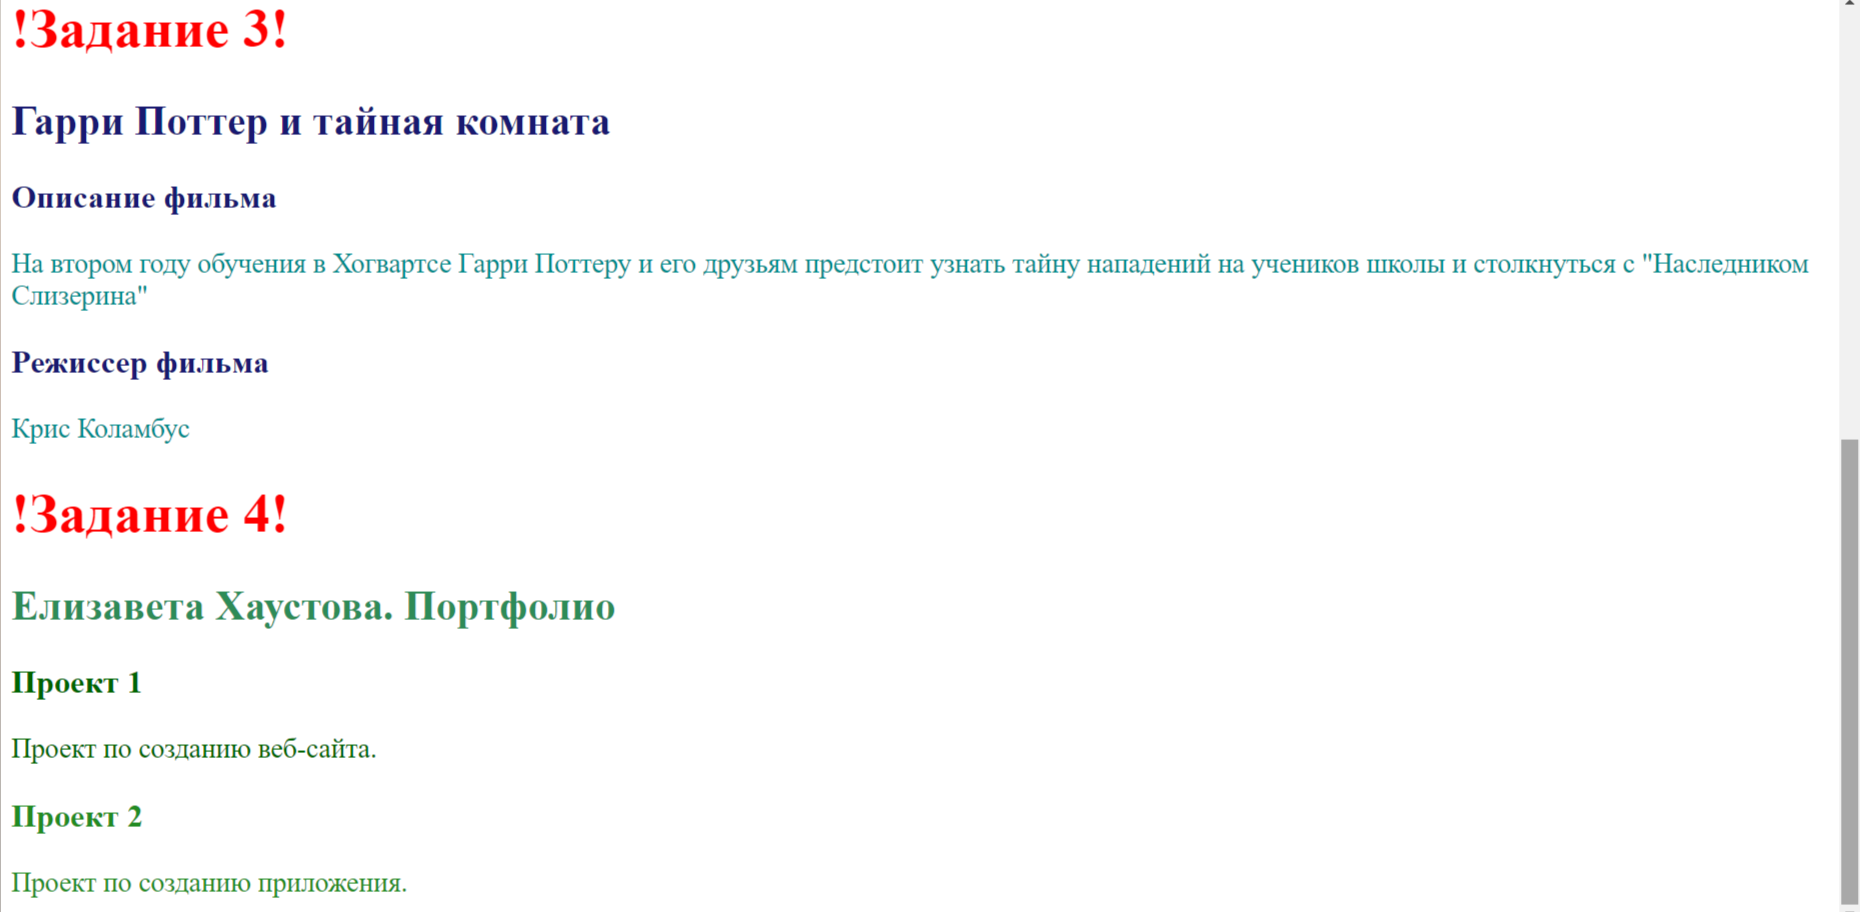 !Задание 3!
Гарри Поттер и тайная комната
Описание фильма
На втором году обучения в Хогвартсе Гарри Поттеру и его друзьям предстоит узнать тайну нападений на учеников школы и столкнуться с "Наследником
Слизерина"
Режиссер фильма
Крис Коламбус
!Задание 4!
Елизавета Хаустова. Портфолио
Проект 1
Проект по созданию веб-сайта.
Проект 2
Проект по созданию приложения.